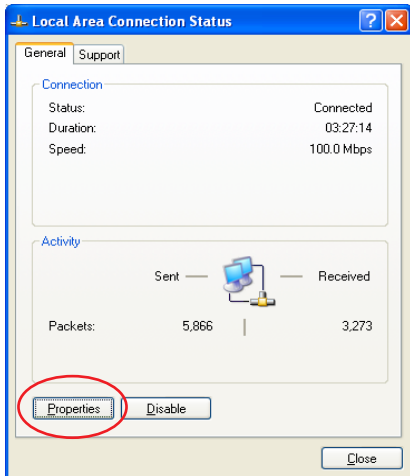 Local Area Connection Status
General Support
Connection
Status: Connected
Duration: 03:27:14
Speed: 100.0 Mbps
Activity
Sent — — Received
Packets: 5,866 | 3,273
Properties Disable
Close